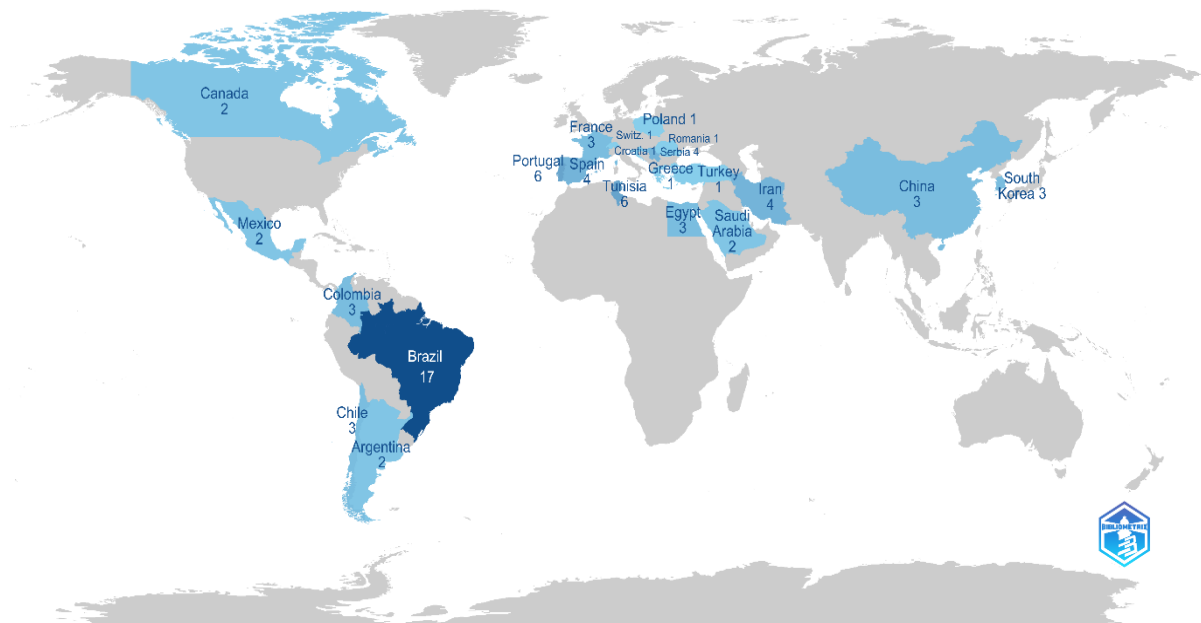 Canada
2
Mexico
2
Colombia
3
Brazil
17
Chile
3
Argentina
2
Poland 1
France
3
Switz. 1
Romania 1
Croatia 1
Serbia 4
Portugal
6
Spain
4
Greece
1
Turkey
1
Tunisia
6
Egypt
3
Saudi
Arabia
2
Iran
4
China
3
South
Korea 3
BIBLIOMETRIX